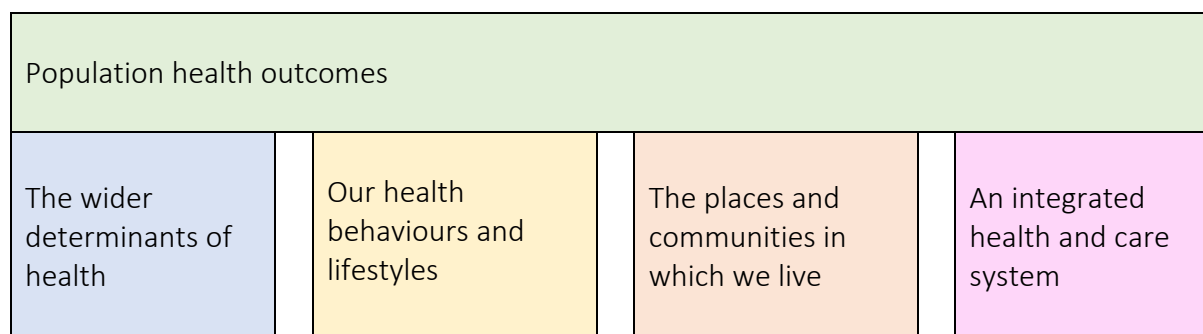 Population health outcomes
The wider
determinants of
health
Our health
behaviours and
lifestyles
The places and
communities in
which we live
An integrated
health and care
system